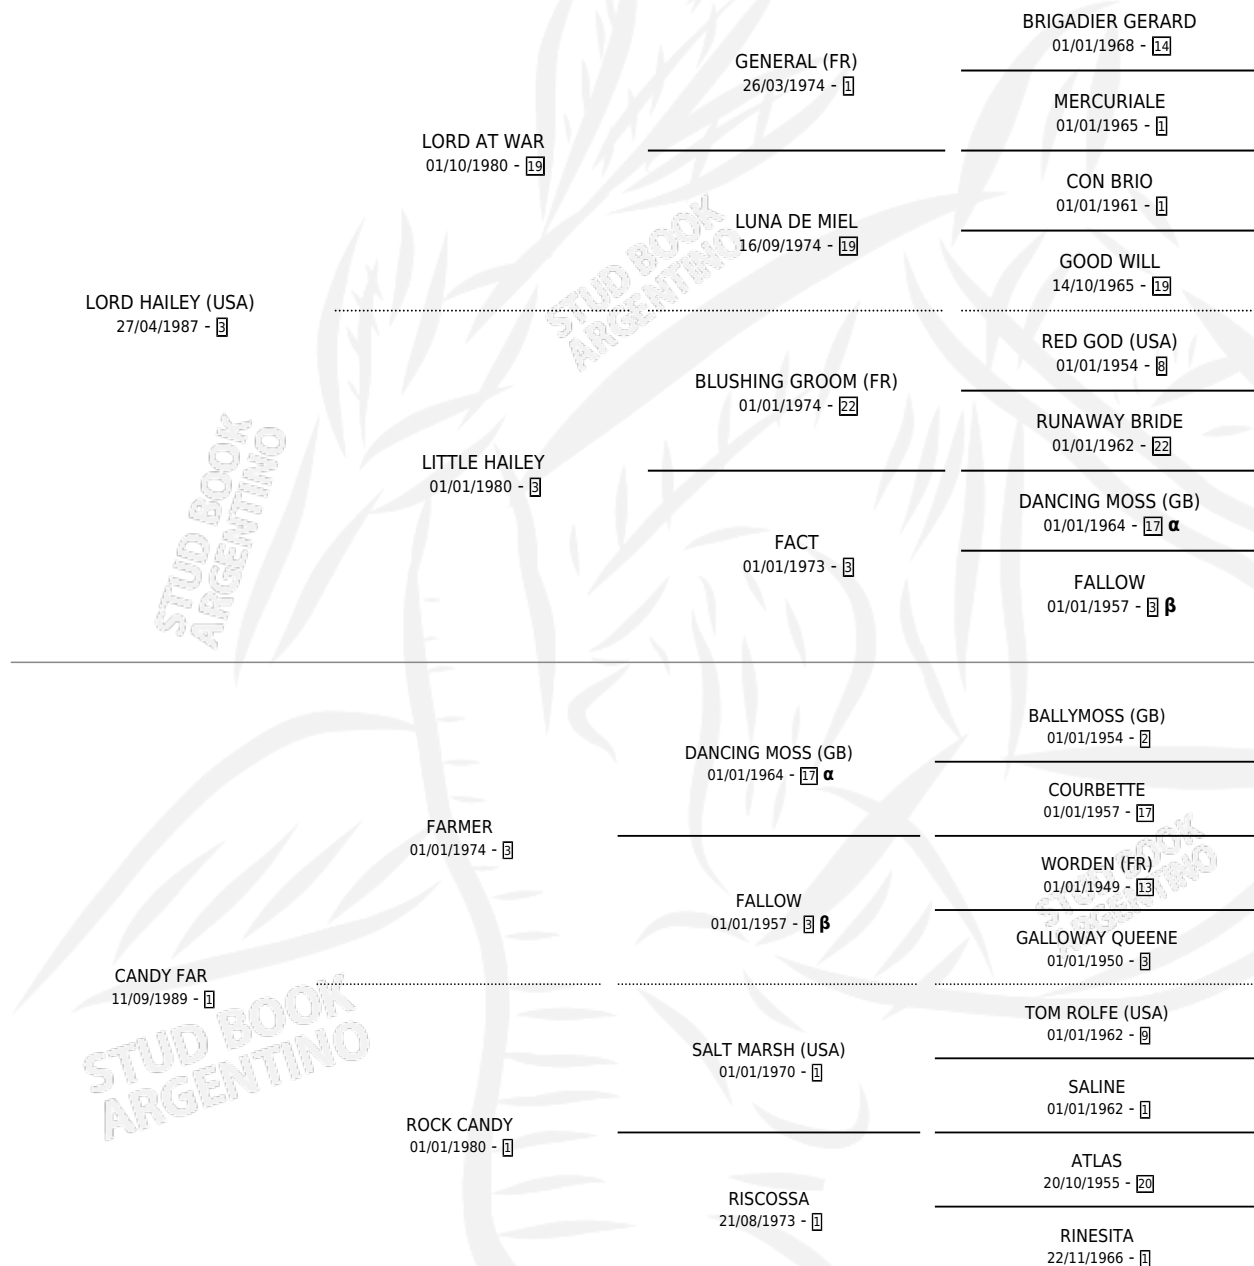 BRIGADIER GERARD
01/01/1968 - 14
GENERAL (FR)
26/03/1974 - 1
MERCURIALE
01/01/1965 - 1
LORD AT WAR
01/10/1980 - 19
CON BRIO
01/01/1961 - 1
LUNA DE MIEL
16/09/1974 - 19
GOOD WILL
14/10/1965 - 19
LORD HAILEY (USA)
27/04/1987 - 3
RED GOD (USA)
01/01/1954 - 8
BLUSHING GROOM (FR)
01/01/1974 - 22
RUNAWAY BRIDE
01/01/1962 - 22
LITTLE HAILEY
01/01/1980 - 3
DANCING MOSS (GB)
01/01/1964 - 17 α
FACT
01/01/1973 - 3
FALLOW
01/01/1957 - 3 β
BALLYMOSS (GB)
01/01/1954 - 2
DANCING MOSS (GB)
01/01/1964 - 17 α
COURBETTE
01/01/1957 - 17
FARMER
01/01/1974 - 3
WORDEN (FR)
01/01/1949 - 13
FALLOW
01/01/1957 - 3 β
GALLOWAY QUEENE
01/01/1950 - 3
CANDY FAR
11/09/1989 - 1
TOM ROLFE (USA)
01/01/1962 - 9
SALT MARSH (USA)
01/01/1970 - 1
SALINE
01/01/1962 - 1
ROCK CANDY
01/01/1980 - 1
ATLAS
20/10/1955 - 20
RISCOSSA
21/08/1973 - 1
RINESITA
22/11/1966 - 1
STUD BOOK
ARGENTINO
STUD BOOK
ARGENTINO
STUD BOOK
ARGENTINO
STUD BOOK
ARGENTINO